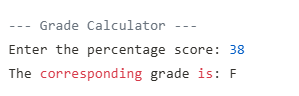 --- Grade Calculator ---
Enter the percentage score: 38
The corresponding grade is: F